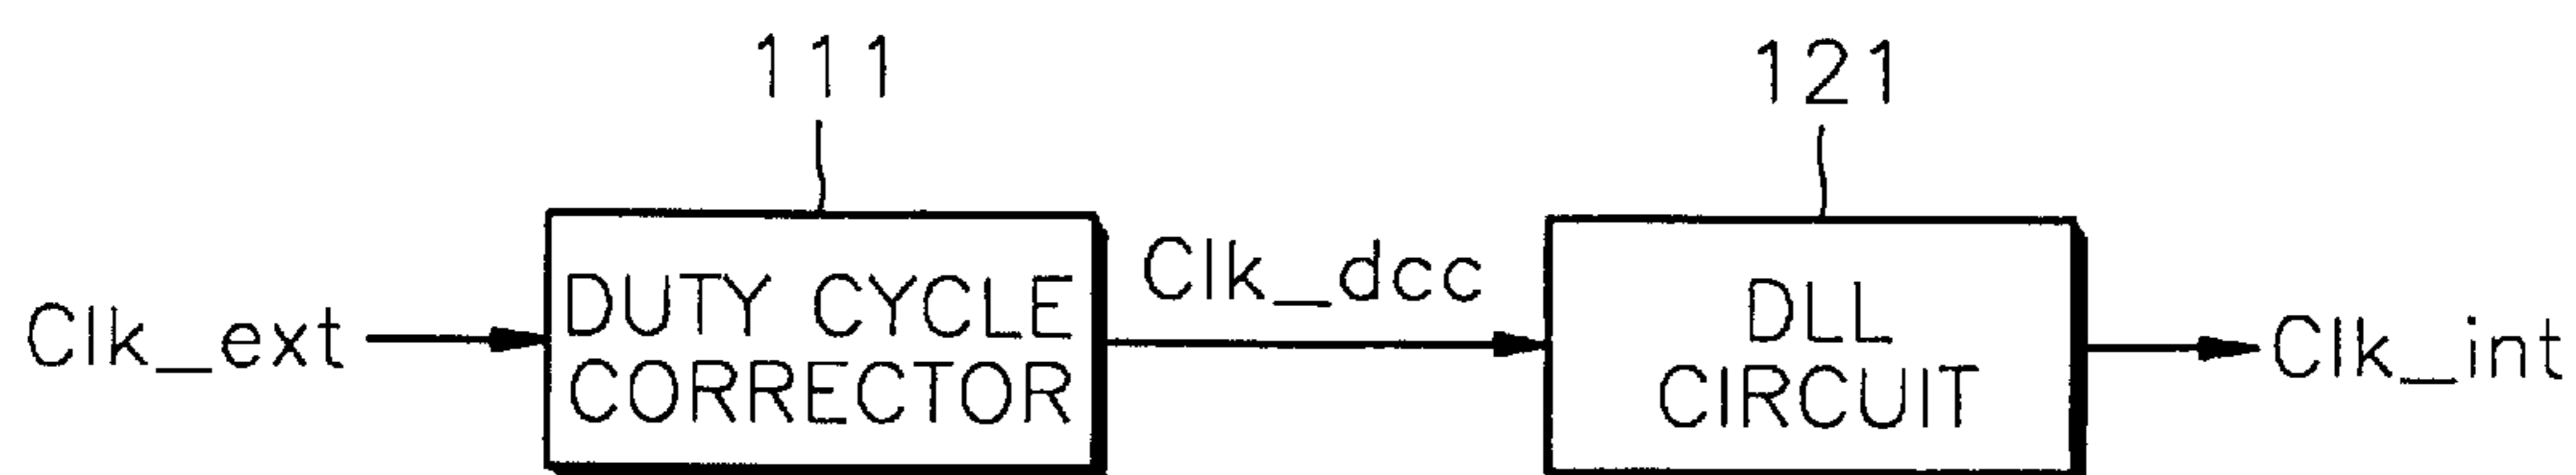 111
121
Clk_ext
DUTY CYCLE
CORRECTOR
Clk_dcc
DLL
CIRCUIT
Clk_int